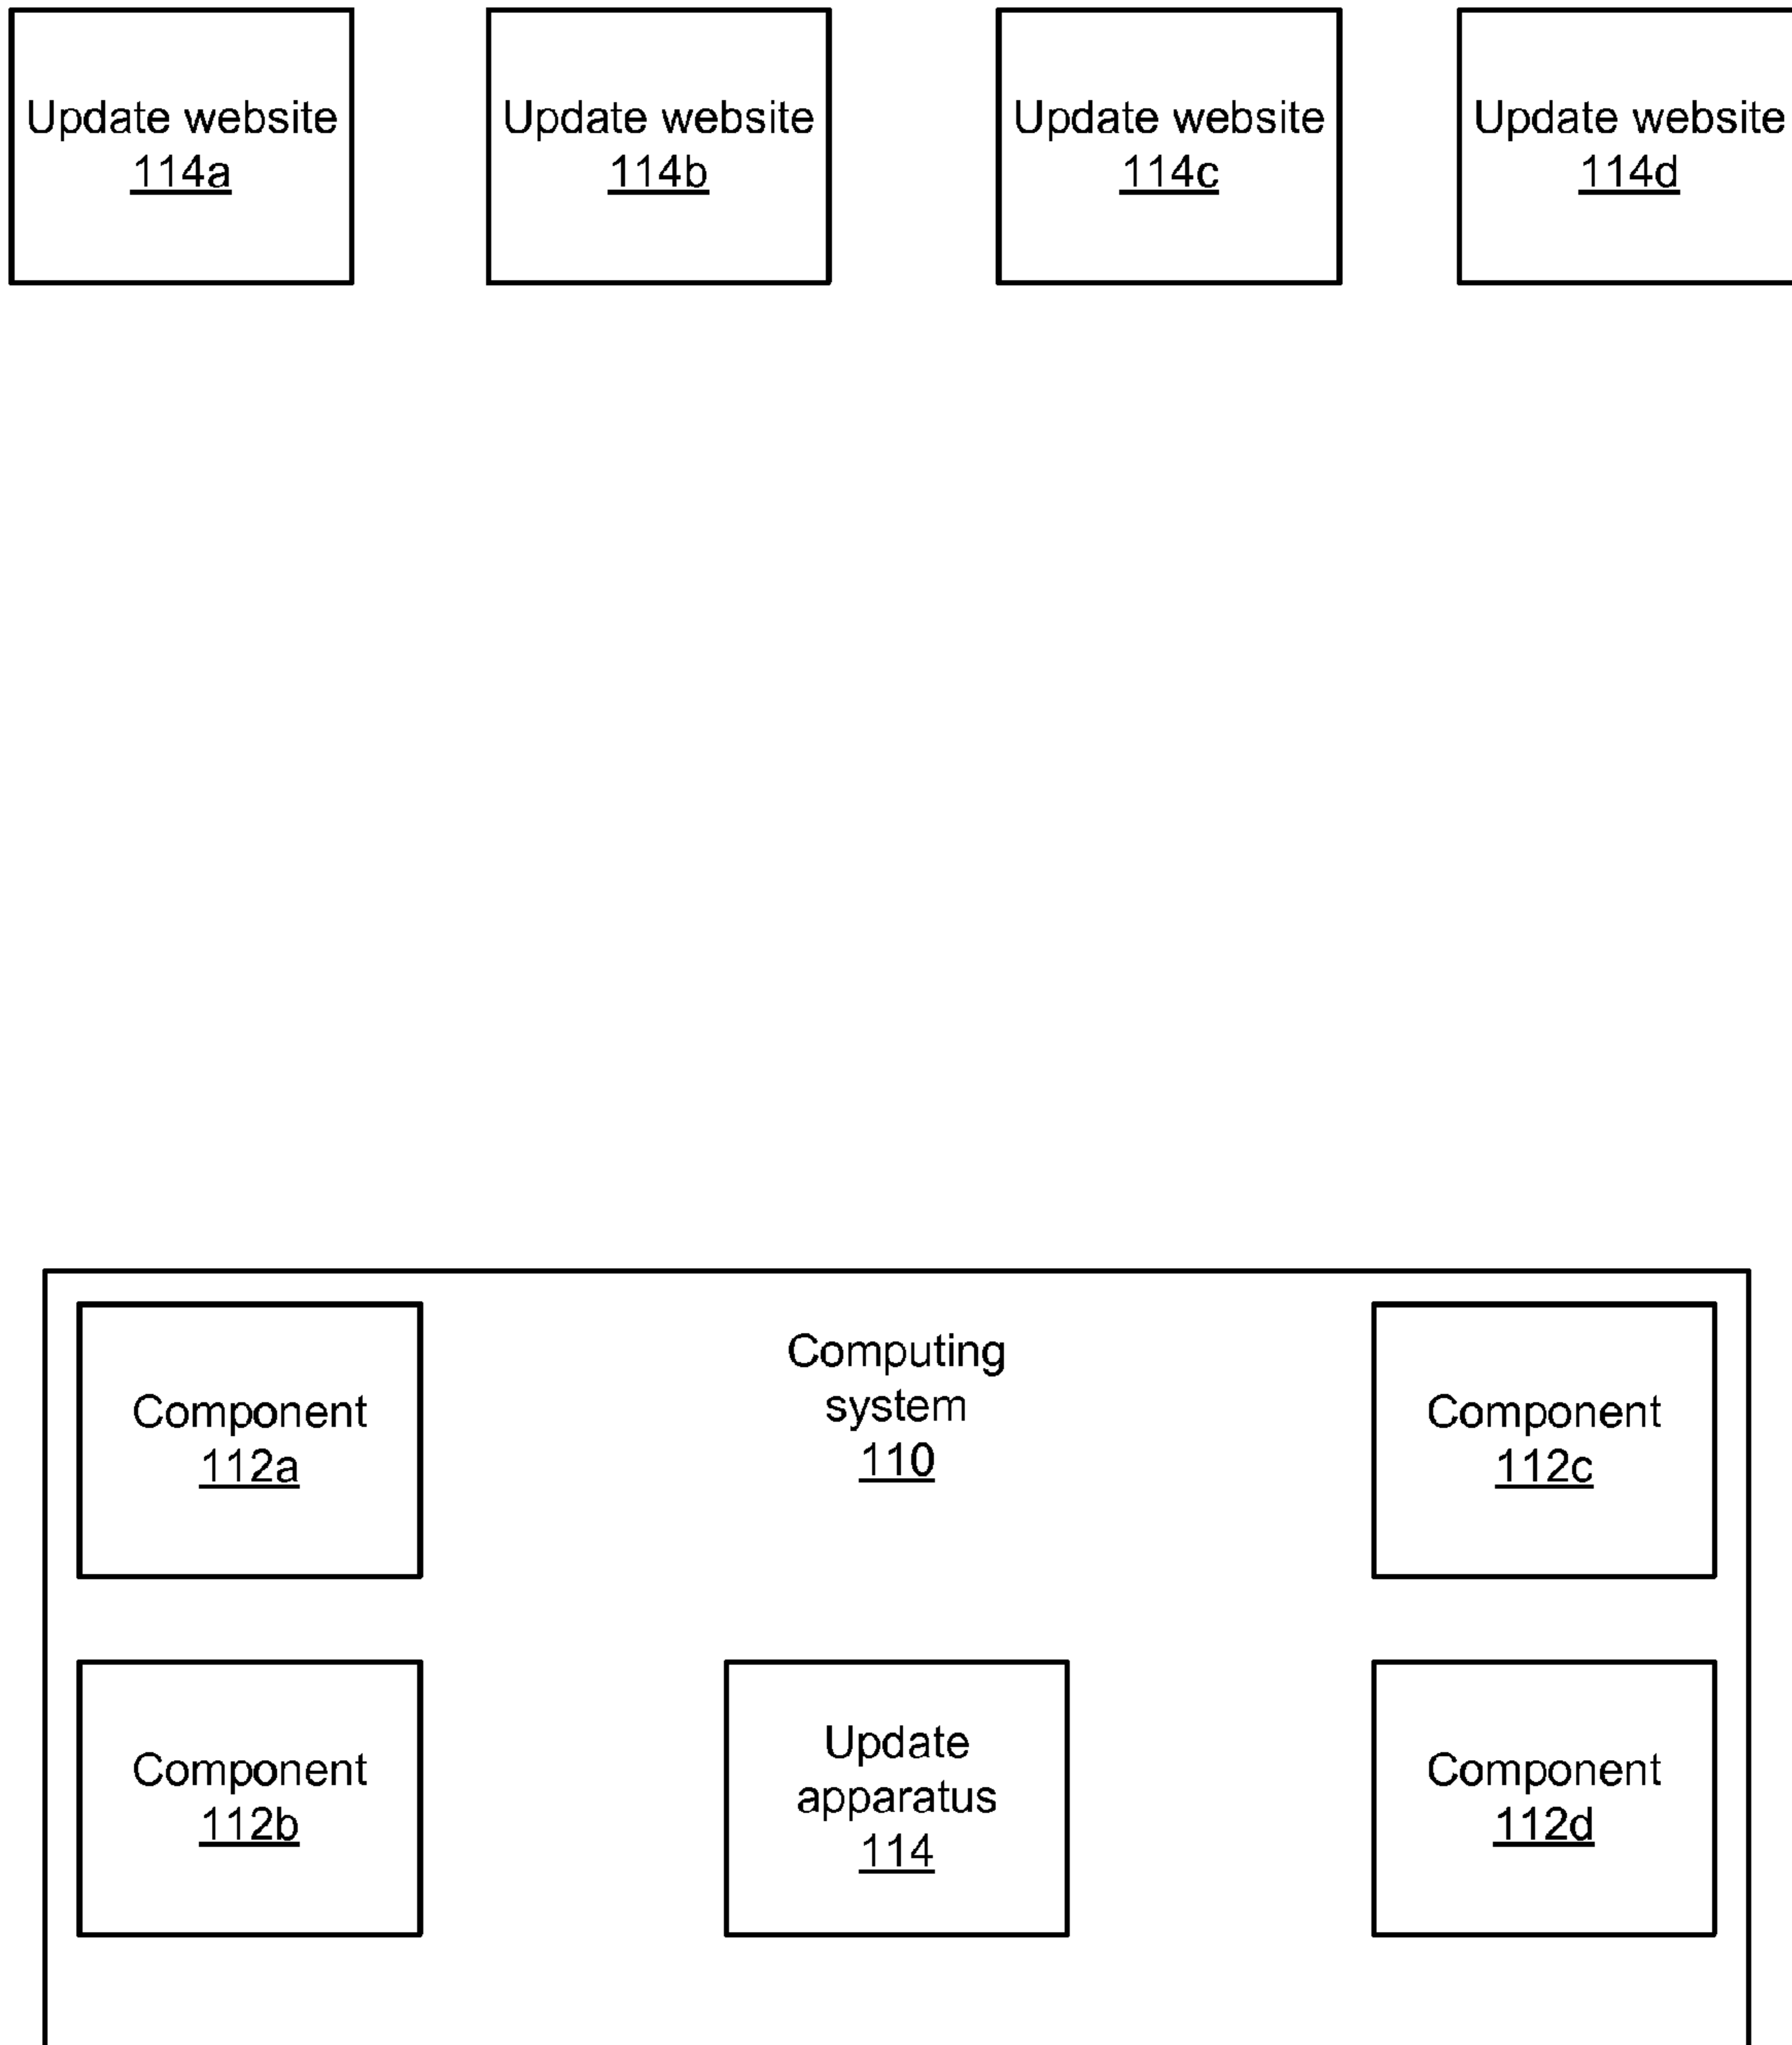 Update website
114a
Update website
114b
Update website
114c
Update website
114d
Component
112a
Computing
system
110
Component
112c
Component
112b
Update
apparatus
114
Component
112d